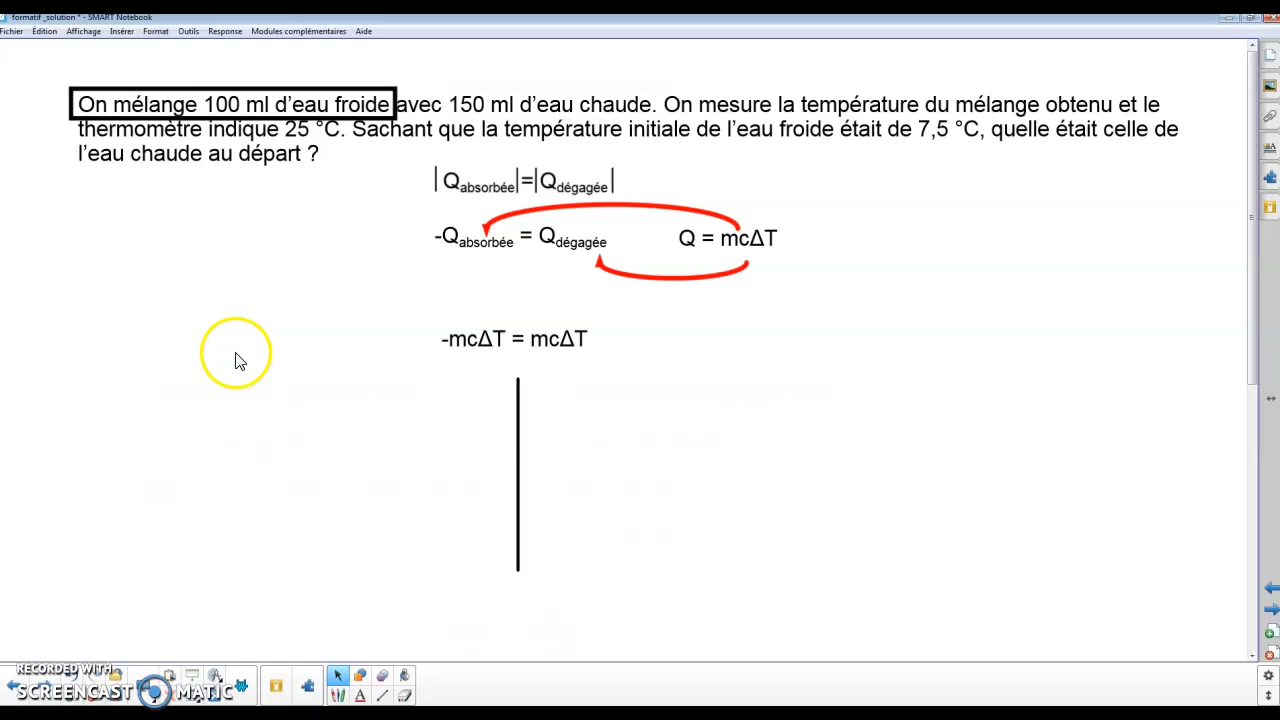 formatif _solution * - SMART Notebook
Fichier Édition Affichage Insérer Format Outils Réponse Modules complémentaires Aide
On mélange 100 ml d'eau froide avec 150 ml d'eau chaude. On mesure la température du mélange obtenu et le
thermomètre indique 25 °C. Sachant que la température initiale de l'eau froide était de 7,5 °C, quelle était celle de
l'eau chaude au départ ?
|Qabsorbée|=|Qdégagée|
-Qabsorbée = Qdégagée Q = mcΔT
-mcΔT = mcΔT
RECORDED WITH
SCREENCAST MATIC